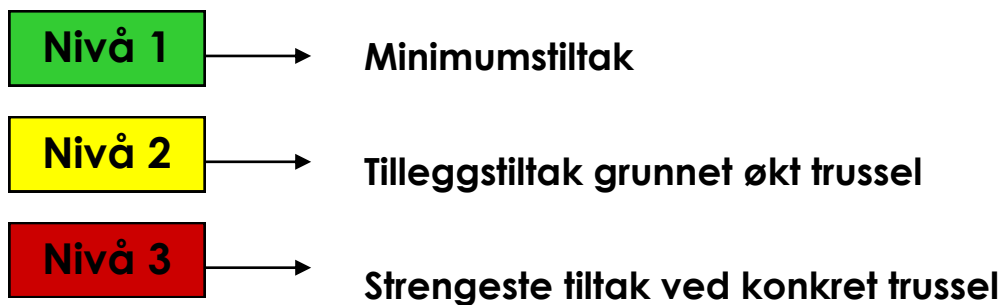 Nivå 1
Minimumstiltak
Nivå 2
Tilleggstiltak grunnet økt trussel
Nivå 3
Strengeste tiltak ved konkret trussel